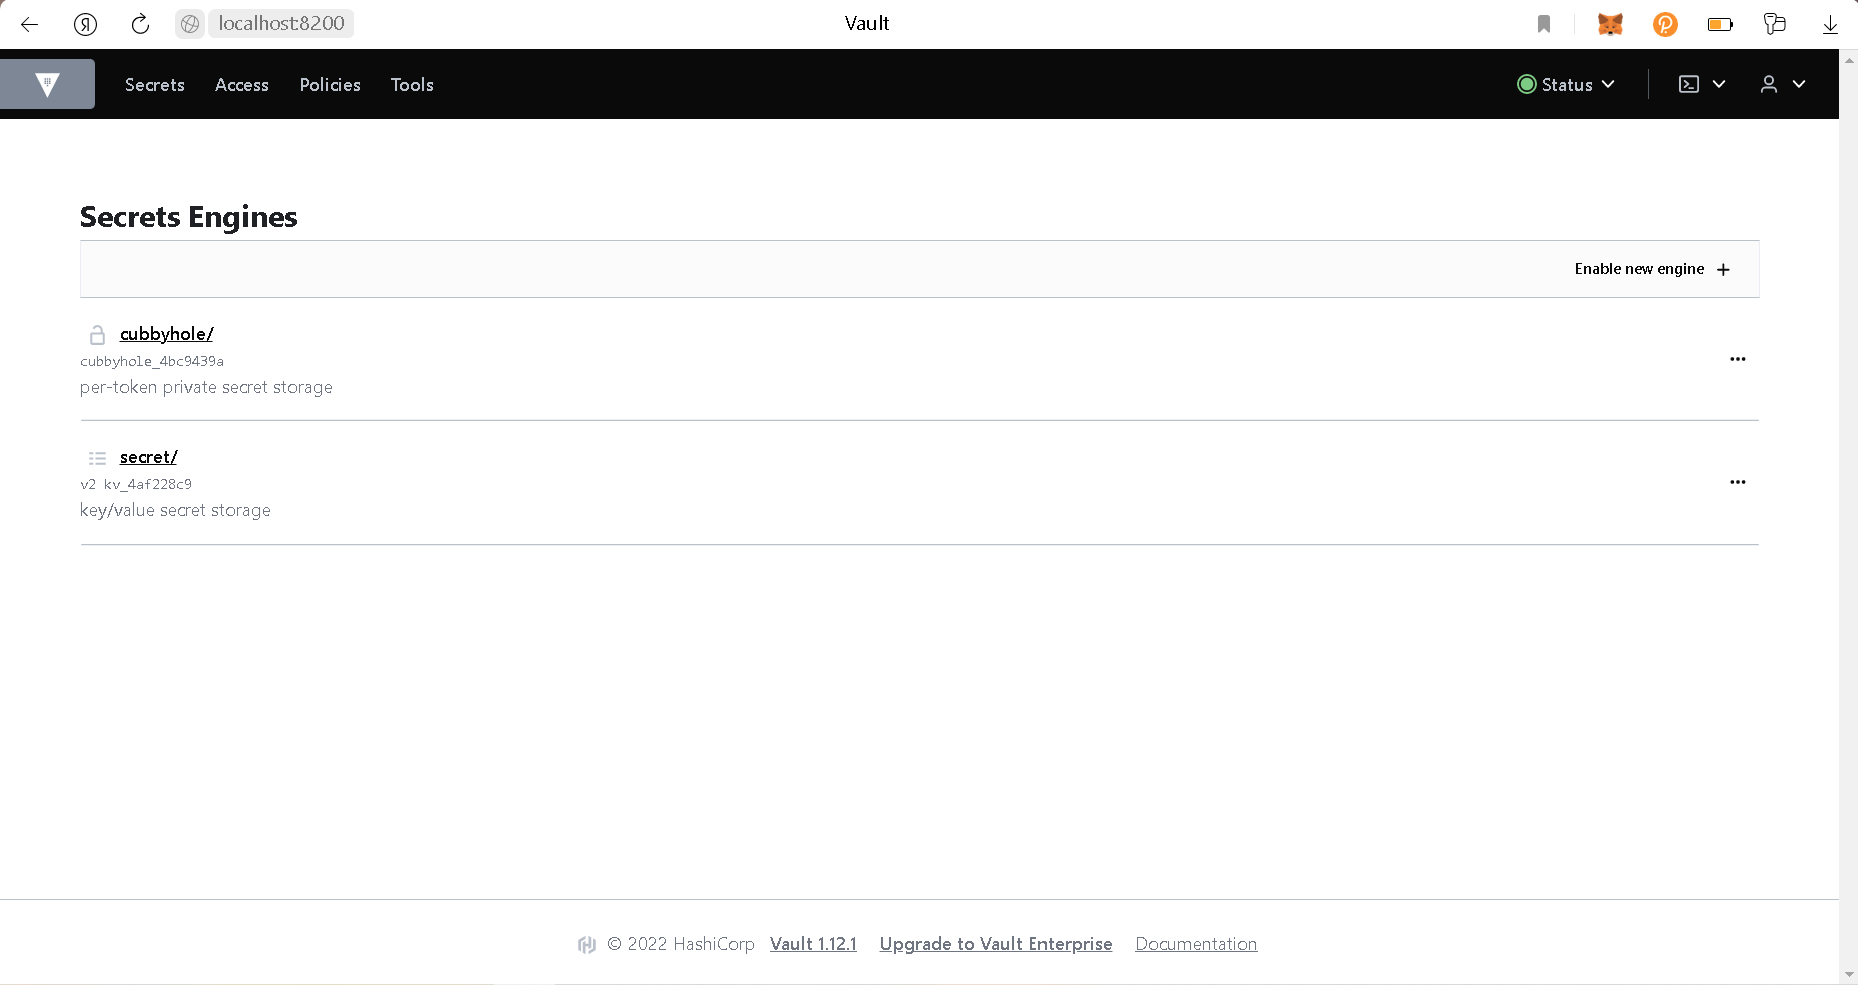 Я localhost:8200 Vault
Secrets Access Policies Tools Status
Secrets Engines
Enable new engine +
cubbyhole/
cubbyhole_4bc9439a
per-token private secret storage
secret/
v2 kv_4af228c9
key/value secret storage
© 2022 HashiCorp Vault 1.12.1 Upgrade to Vault Enterprise Documentation